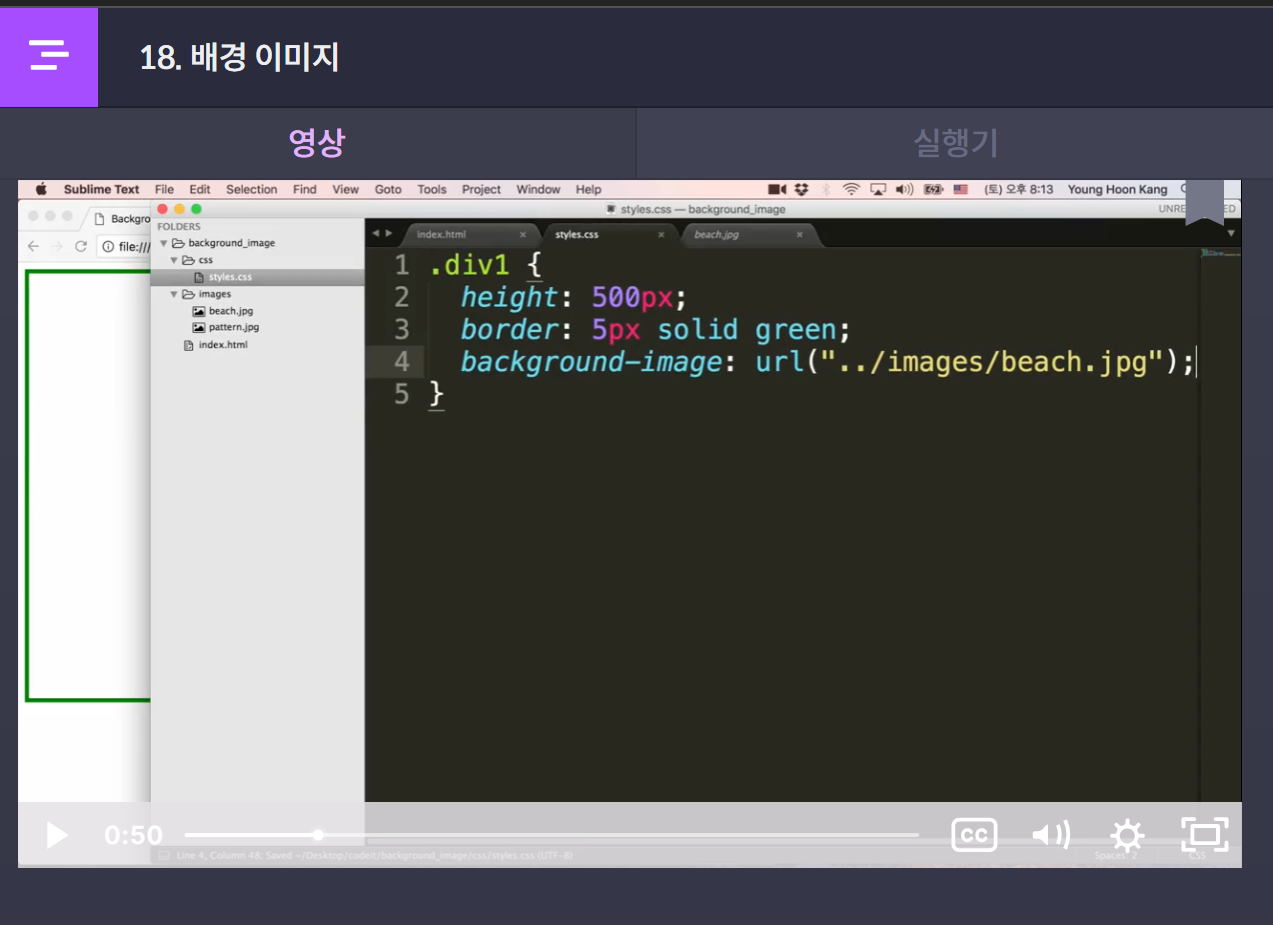 18. 배경 이미지
영상
실행기
Sublime Text File Edit Selection Find View Goto Tools Project Window Help (토) 오후 8:13 Young Hoon Kang
Backgro
file:///
styles.css — background_image
FOLDERS
background_image
css
styles.css
images
beach.jpg
pattern.jpg
index.html
index.html styles.css beach.jpg
1 .div1 {
2 height: 500px;
3 border: 5px solid green;
4 background-image: url("../images/beach.jpg");
5 }
0:50
CC
Line 4, Column 48; Saved ~/Desktop/codeit/background_image/css/styles.css (UTF-8)
Spaces: 2
CSS